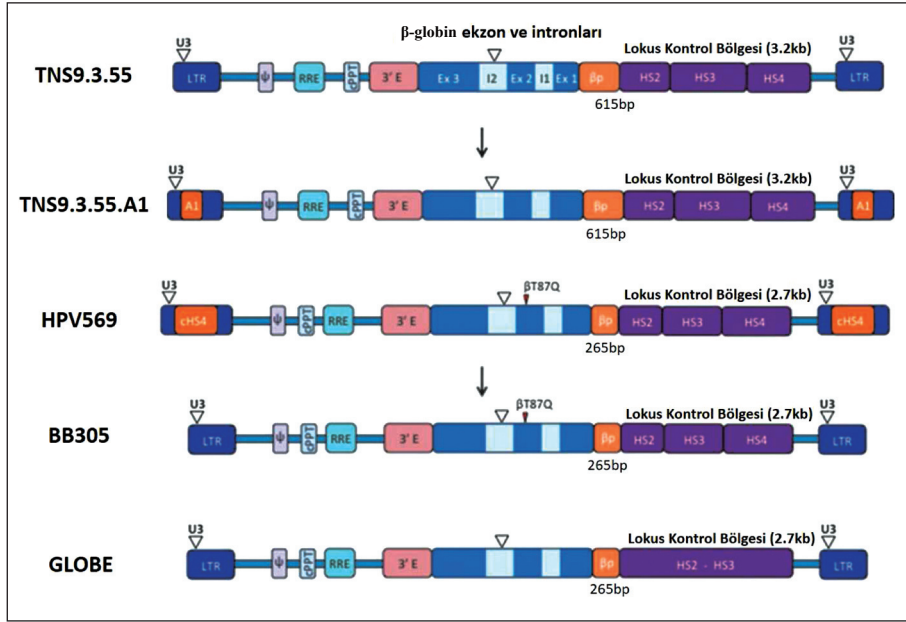 β-globin ekzon ve intronları
U3
Lokus Kontrol Bölgesi (3.2kb)
U3
TNS9.3.55
LTR
ψ
RRE
cPPT
3' E
Ex 3
I2
Ex 2
I1
Ex 1
βp
HS2
HS3
HS4
LTR
615bp
U3
Lokus Kontrol Bölgesi (3.2kb)
U3
TNS9.3.55.A1
A1
ψ
RRE
cPPT
3' E
βp
HS2
HS3
HS4
A1
615bp
U3
βT87Q
Lokus Kontrol Bölgesi (2.7kb)
U3
HPV569
cHS4
ψ
cPPT
RRE
3' E
βp
HS2
HS3
HS4
cHS4
265bp
U3
βT87Q
Lokus Kontrol Bölgesi (2.7kb)
U3
BB305
LTR
ψ
cPPT
RRE
3' E
βp
HS2
HS3
HS4
LTR
265bp
U3
Lokus Kontrol Bölgesi (2.7kb)
U3
GLOBE
LTR
ψ
cPPT
RRE
3' E
βp
HS2 - HS3
LTR
265bp